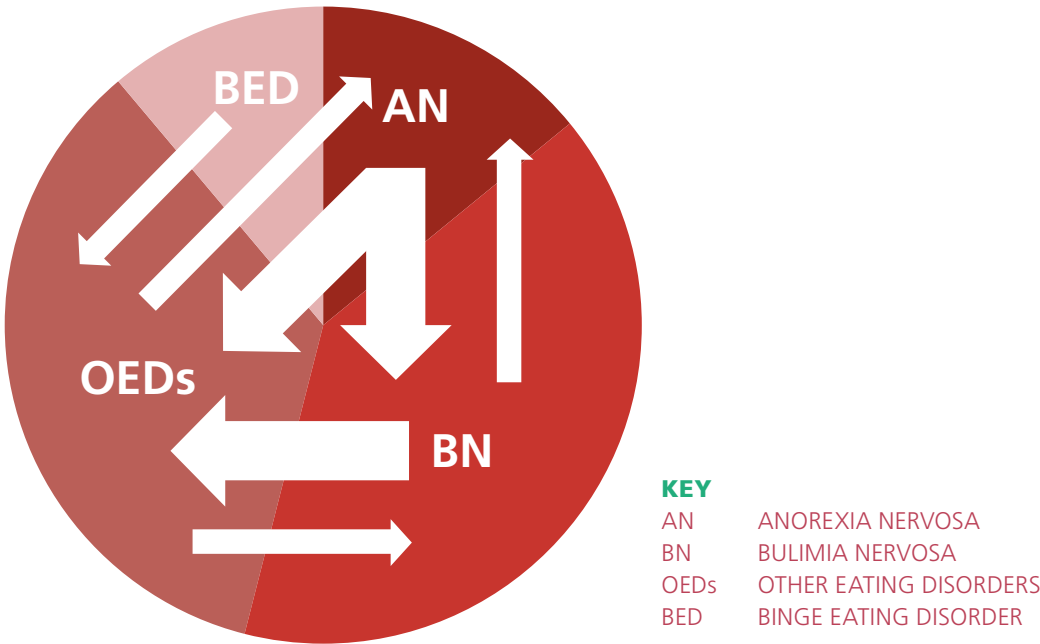 BED
AN
OEDs
BN
KEY
AN ANOREXIA NERVOSA
BN BULIMIA NERVOSA
OEDs OTHER EATING DISORDERS
BED BINGE EATING DISORDER